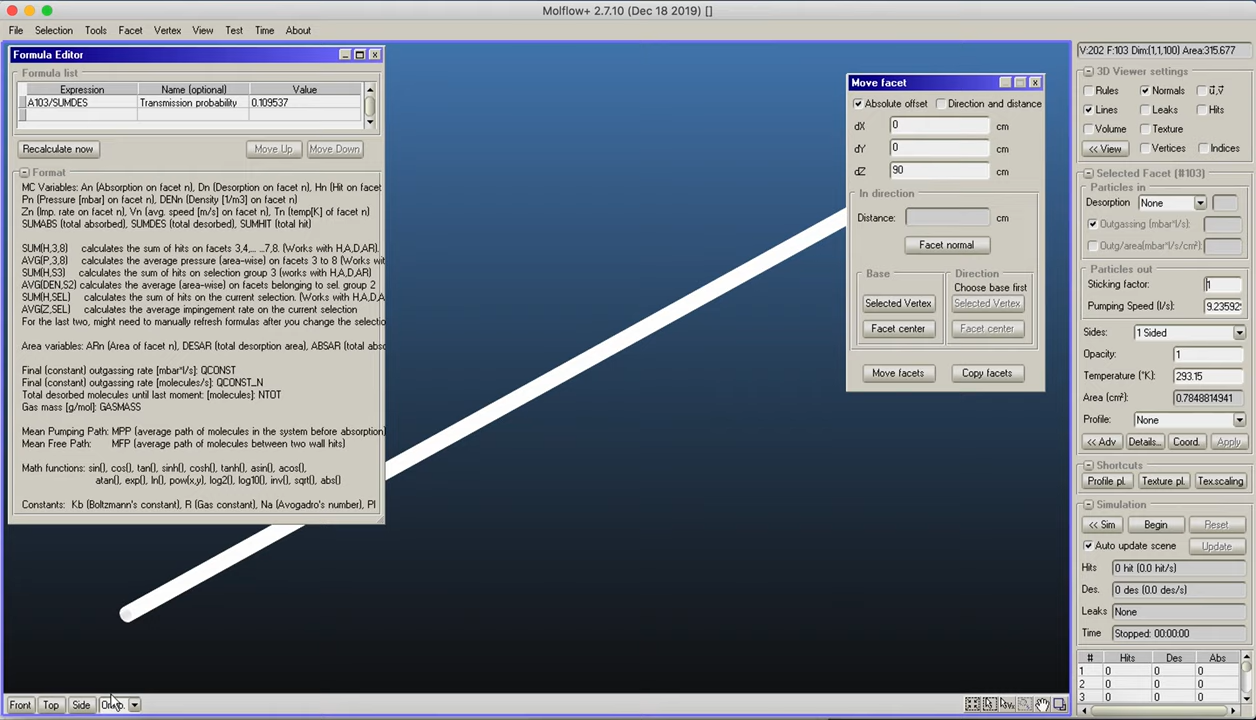 Molflow+ 2.7.10 (Dec 18 2019) []
File Selection Tools Facet Vertex View Test Time About
Formula Editor
Formula list
Expression Name (optional) Value
A103/SUMDES Transmission probability 0.109537
Recalculate now Move Up Move Down
Format
MC Variables: An (Absorption on facet n), Dn (Desorption on facet n), Hn (Hit on facet
Pn (Pressure [mbar] on facet n), DENn (Density [1/m3] on facet n)
Zn (Imp. rate on facet n), Vn (avg. speed [m/s] on facet n), Tn (temp[K] of facet n)
SUMABS (total absorbed), SUMDES (total desorbed), SUMHIT (total hit)
SUM(H,3,8) calculates the sum of hits on facets 3,4,... ...7,8. (Works with H,A,D,AR).
AVG(P,3,8) calculates the average pressure (area-wise) on facets 3 to 8 (Works with
SUM(H,S3) calculates the sum of hits on selection group 3 (works with H,A,D,AR)
AVG(DEN,S2) calculates the average (area-wise) on facets belonging to sel. group 2
SUM(H,SEL) calculates the sum of hits on the current selection. (Works with H,A,D,A
AVG(Z,SEL) calculates the average impingement rate on the current selection
For the last two, might need to manually refresh formulas after you change the selectio
Area variables: ARn (Area of facet n), DESAR (total desorption area), ABSAR (total abso
Final (constant) outgassing rate [mbar*l/s]: QCONST
Final (constant) outgassing rate [molecules/s]: QCONST_N
Total desorbed molecules until last moment: [molecules]: NTOT
Gas mass [g/mol]: GASMASS
Mean Pumping Path: MPP (average path of molecules in the system before absorption)
Mean Free Path: MFP (average path of molecules between two wall hits)
Math functions: sin(), cos(), tan(), sinh(), cosh(), tanh(), asin(), acos(),
atan(), exp(), ln(), pow(x,y), log2(), log10(), inv(), sqrt(), abs()
Constants: Kb (Boltzmann's constant), R (Gas constant), Na (Avogadro's number), PI
Move facet
Absolute offset Direction and distance
dX 0 cm
dY 0 cm
dZ 90 cm
In direction
Distance: cm
Facet normal
Base Direction
Choose base first
Selected Vertex Selected Vertex
Facet center Facet center
Move facets Copy facets
V:202 F:103 Dim:(1,1,100) Area:315.677
3D Viewer settings
Rules Normals ü,v̈
Lines Leaks Hits
Volume Texture
<< View Vertices Indices
Selected Facet (#103)
Particles in
Desorption None
Outgassing (mbar*l/s)
Outg/area(mbar*l/s/cm²):
Particles out
Sticking factor: 1
Pumping Speed (l/s): 9.23592
Sides: 1 Sided
Opacity: 1
Temperature (°K): 293.15
Area (cm²): 0.7848814941
Profile: None
<< Adv Details... Coord. Apply
Shortcuts
Profile pl. Texture pl. Tex.scaling
Simulation
<< Sim Begin Reset
Auto update scene Update
Hits 0 hit (0.0 hit/s)
Des. 0 des (0.0 des/s)
Leaks None
Time Stopped: 00:00:00
# Hits Des Abs
1 0 0 0
2 0 0 0
3 0 0 0
Front Top Side